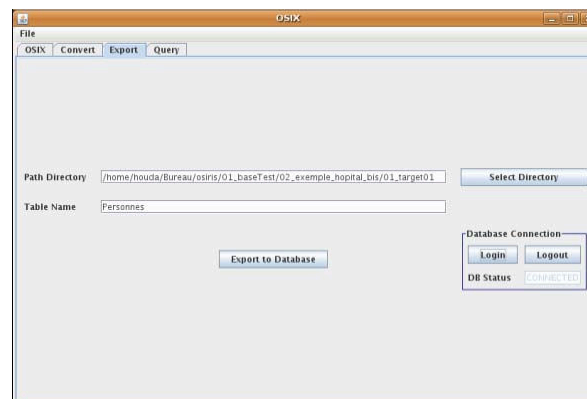 OSIX
File
OSIX Convert Export Query
Path Directory /home/houda/Bureau/osiris/01_baseTest/02_exemple_hopital_bis/01_target01 Select Directory
Table Name Personnes
Database Connection
Export to Database Login Logout
DB Status CONNECTED